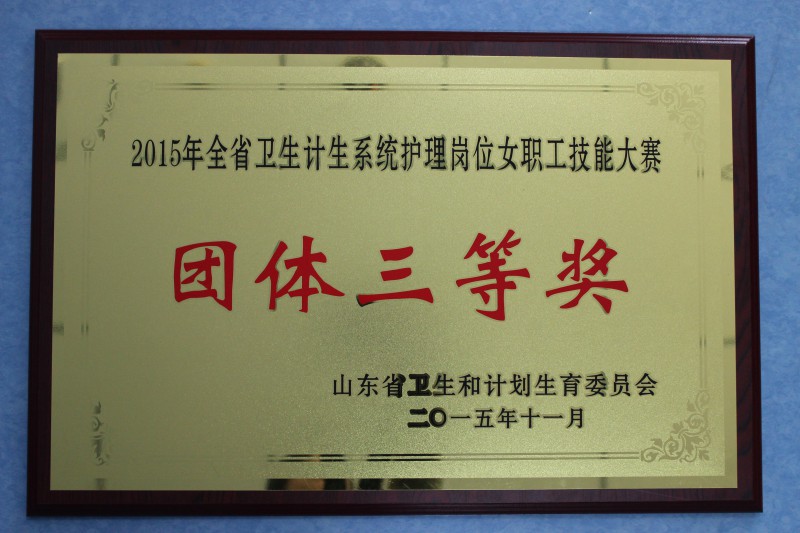 2015年全省卫生计生系统护理岗位女职工技能大赛
团体三等奖
山东省卫生和计划生育委员会
二〇一五年十一月